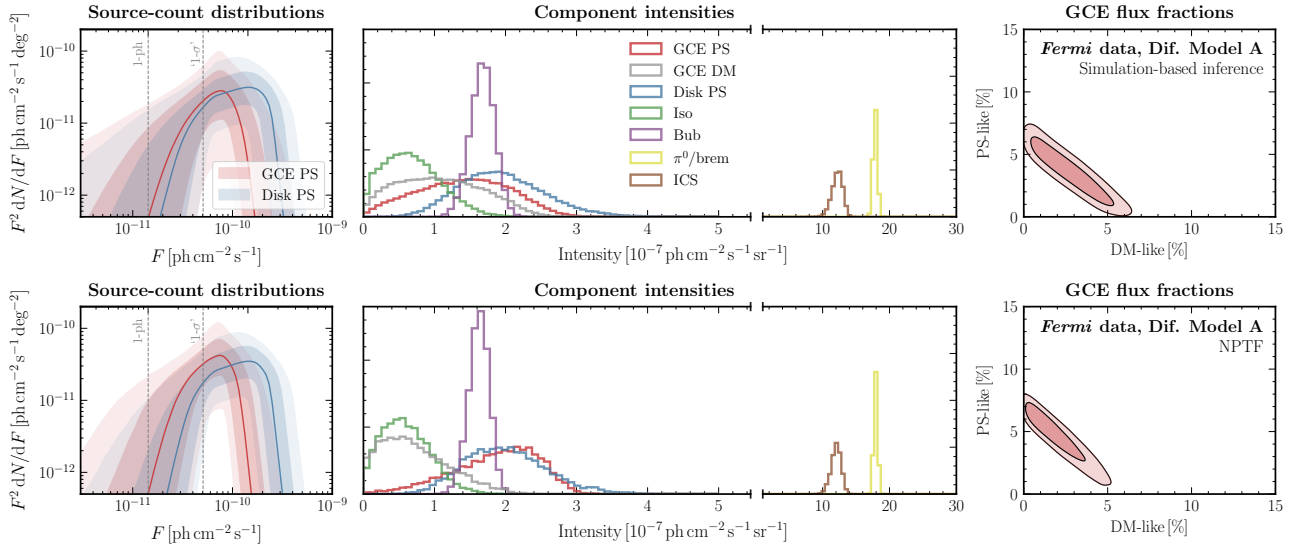 Source-count distributions
10⁻¹⁰
10⁻¹¹
10⁻¹²
F² dN/dF [ph cm⁻² s⁻¹ deg⁻²]
1-ph
'1-σ'
GCE PS
Disk PS
10⁻¹¹
10⁻¹⁰
10⁻⁹
F [ph cm⁻² s⁻¹]
Component intensities
GCE PS
GCE DM
Disk PS
Iso
Bub
π⁰/brem
ICS
0
1
2
3
4
5
10
20
30
Intensity [10⁻⁷ ph cm⁻² s⁻¹ sr⁻¹]
GCE flux fractions
Fermi data, Dif. Model A
Simulation-based inference
15
10
5
0
PS-like [%]
0
5
10
15
DM-like [%]
Source-count distributions
10⁻¹⁰
10⁻¹¹
10⁻¹²
F² dN/dF [ph cm⁻² s⁻¹ deg⁻²]
1-ph
'1-σ'
10⁻¹¹
10⁻¹⁰
10⁻⁹
F [ph cm⁻² s⁻¹]
Component intensities
0
1
2
3
4
5
10
20
30
Intensity [10⁻⁷ ph cm⁻² s⁻¹ sr⁻¹]
GCE flux fractions
Fermi data, Dif. Model A
NPTF
15
10
5
0
PS-like [%]
0
5
10
15
DM-like [%]